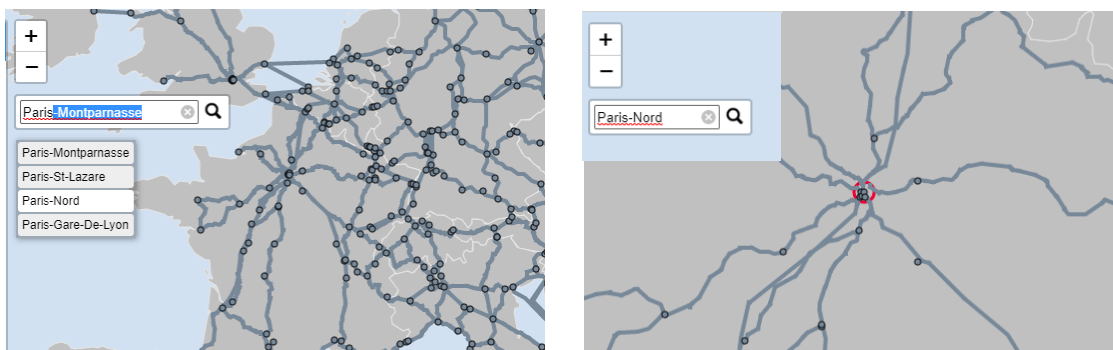 +
−
Paris-Montparnasse
Paris-Montparnasse
Paris-St-Lazare
Paris-Nord
Paris-Gare-De-Lyon
+
−
Paris-Nord